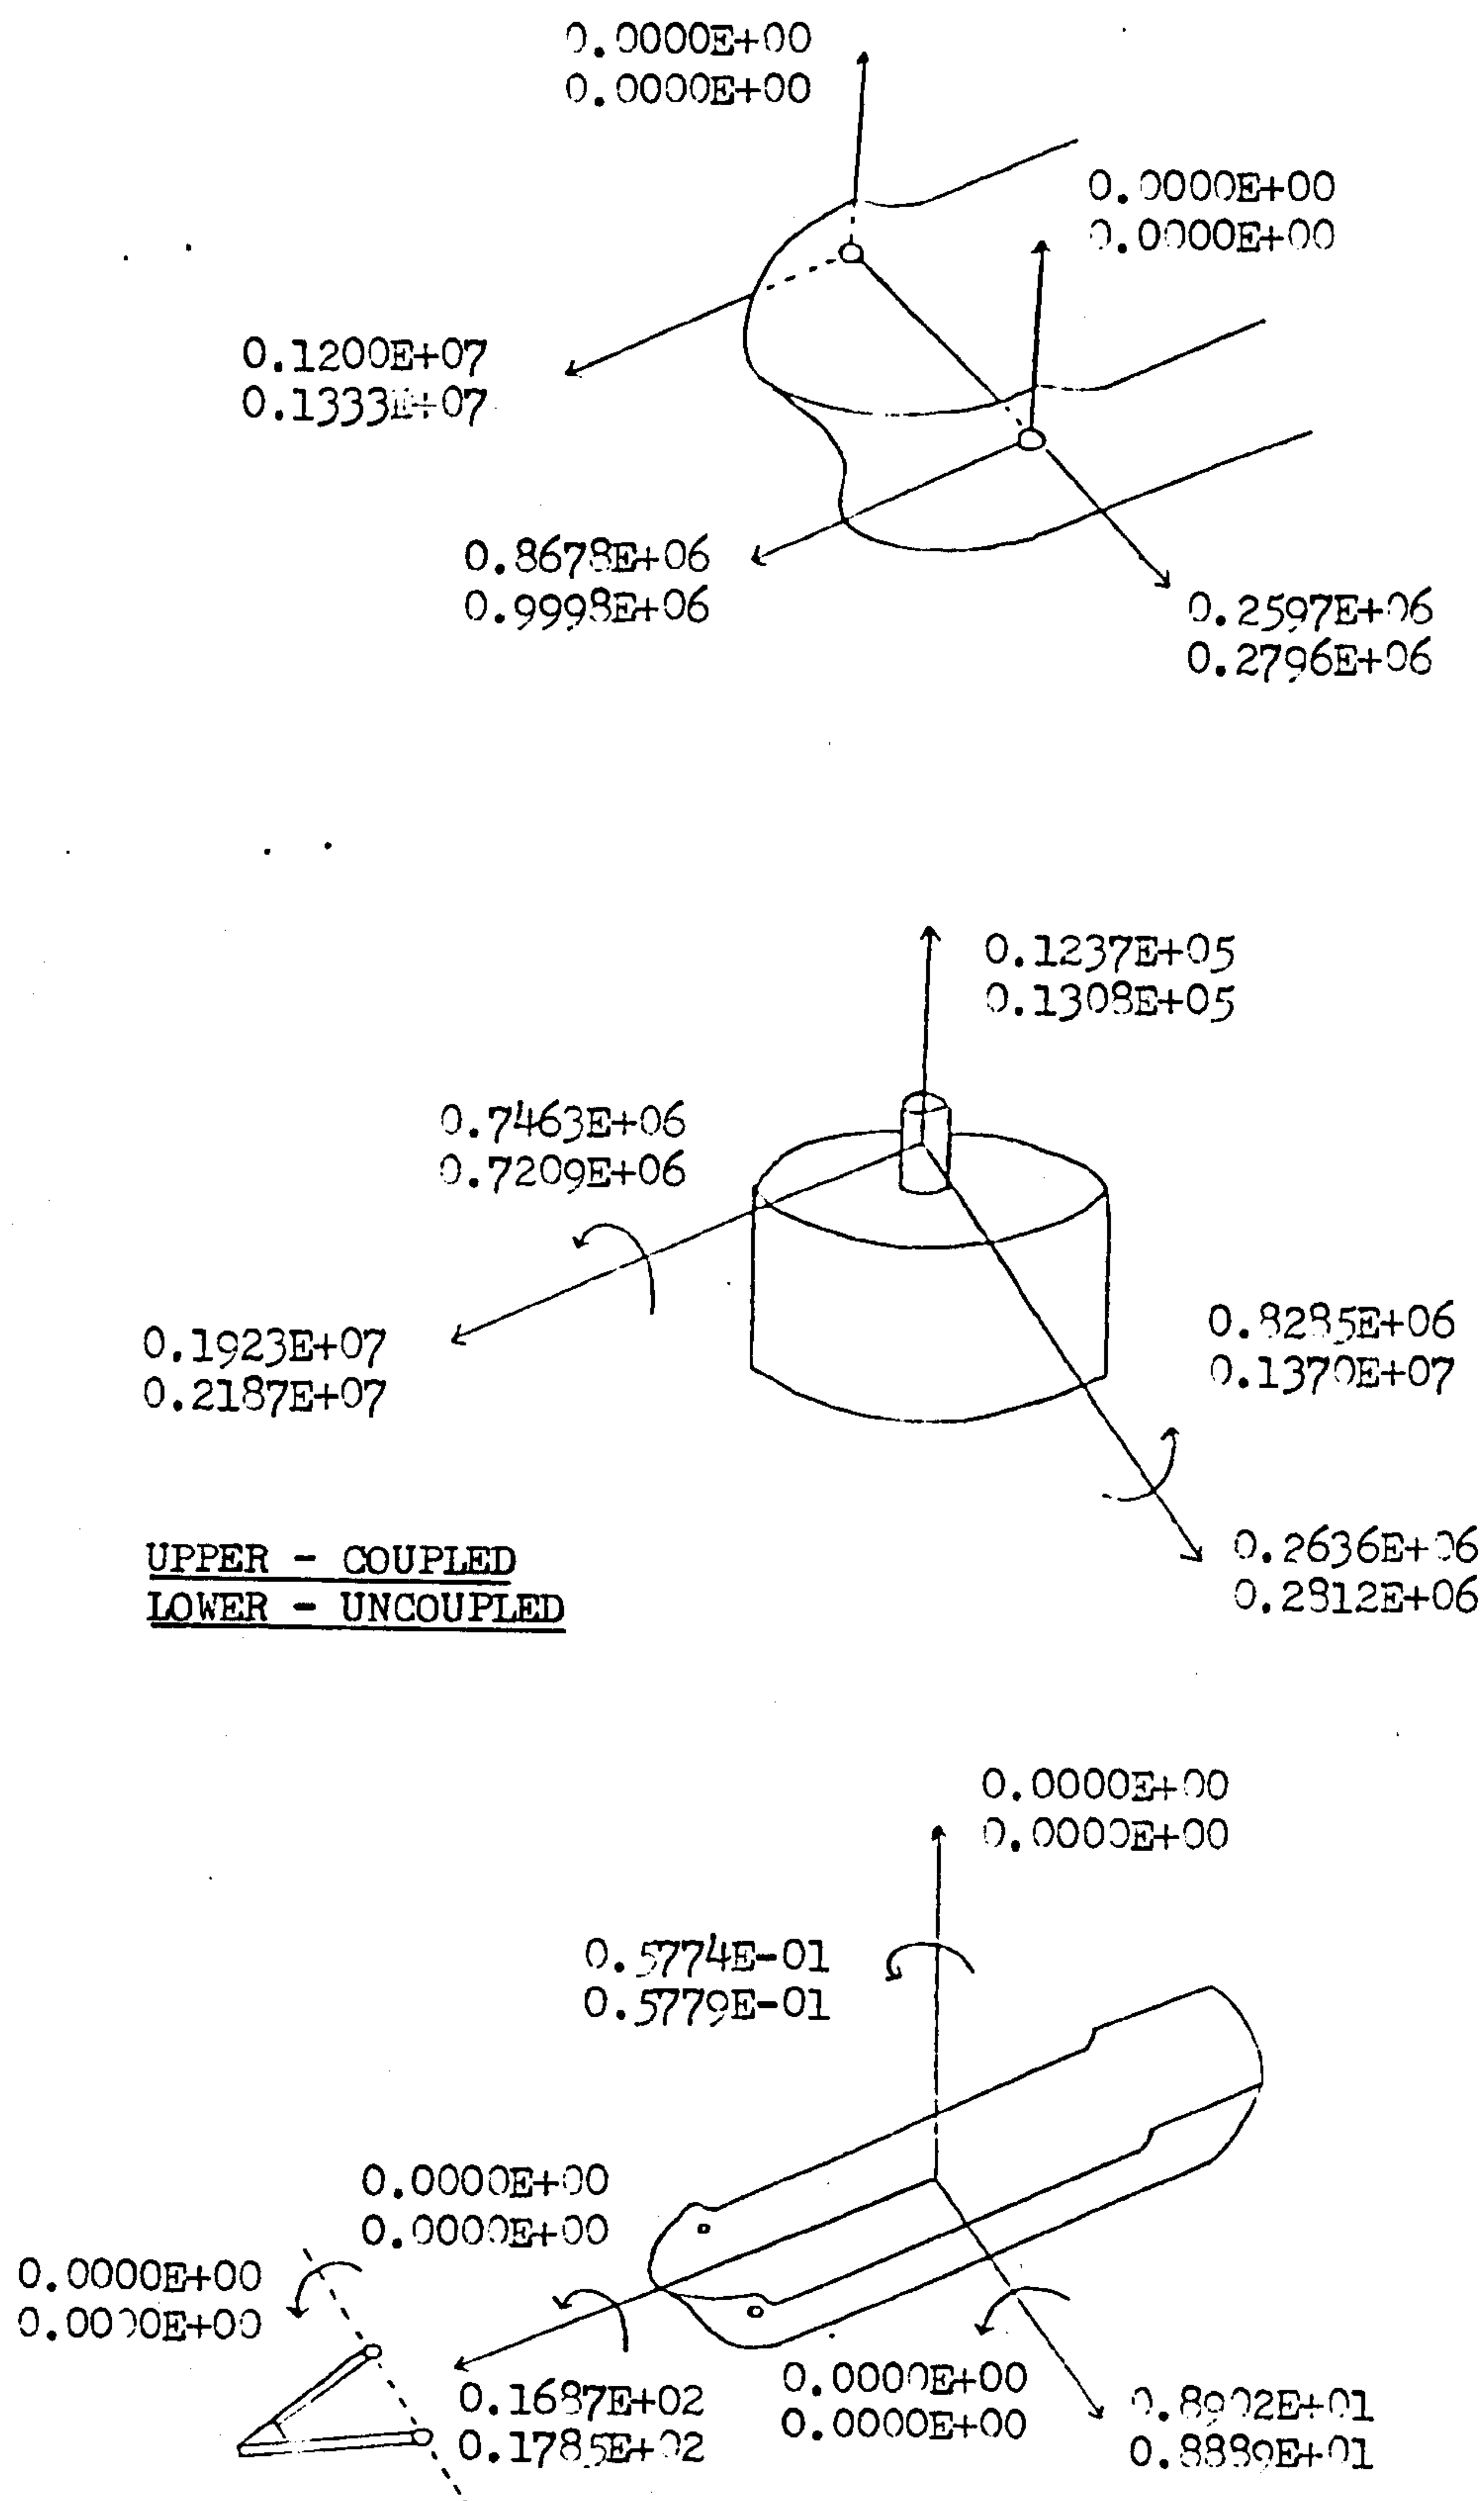 0.0000E+00
0.0000E+00
0.0000E+00
0.0000E+00
0.1200E+07
0.1333E+07
0.8678E+06
0.9998E+06
0.2597E+06
0.2796E+06
0.1237E+05
0.1308E+05
0.7463E+06
0.7209E+06
0.1923E+07
0.2187E+07
0.8285E+06
0.1370E+07
UPPER - COUPLED
LOWER - UNCOUPLED
0.2636E+06
0.2812E+06
0.0000E+00
0.0000E+00
0.5774E-01
0.5779E-01
0.0000E+00
0.0000E+00
0.0000E+00
0.0000E+00
0.1687E+02
0.1785E+02
0.0000E+00
0.0000E+00
0.8902E+01
0.8889E+01